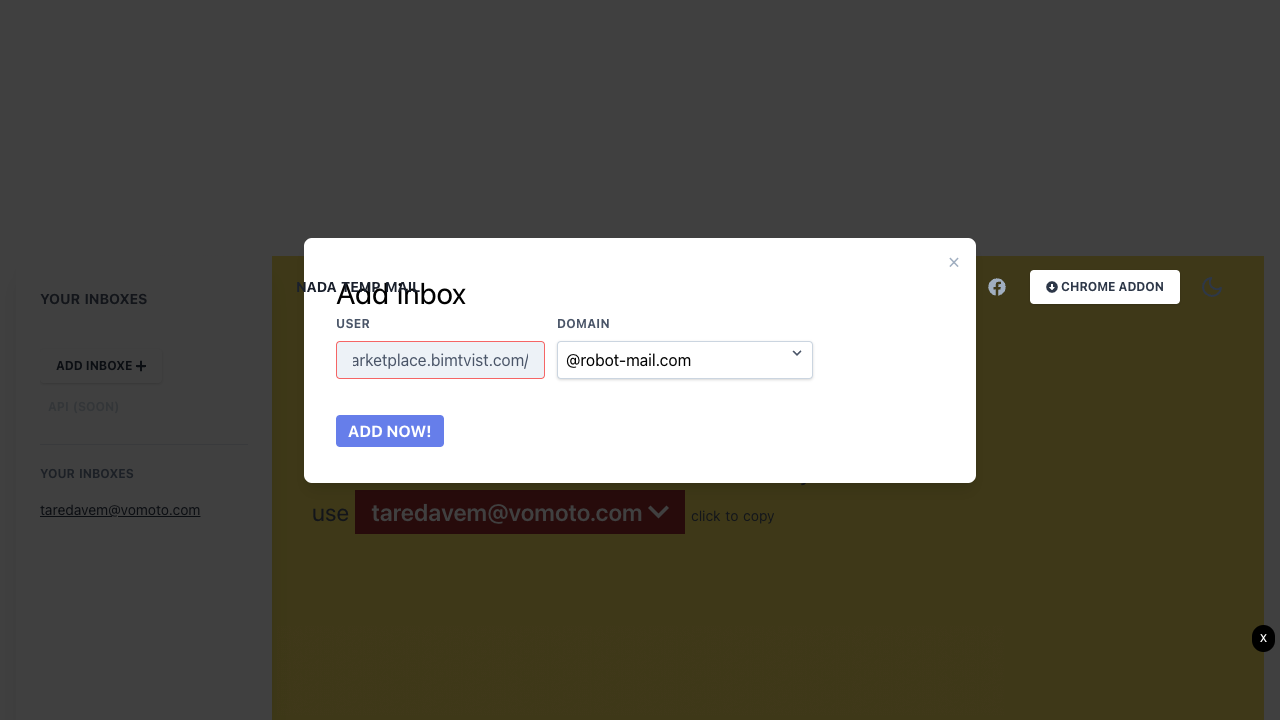 NADA TEMP MAIL
CHROME ADDON
YOUR INBOXES
ADD INBOXE
API (SOON)
YOUR INBOXES
taredavem@vomoto.com
Add Inbox
USER
DOMAIN
arketplace.bimtvist.com/
@robot-mail.com
ADD NOW!
use taredavem@vomoto.com click to copy
x